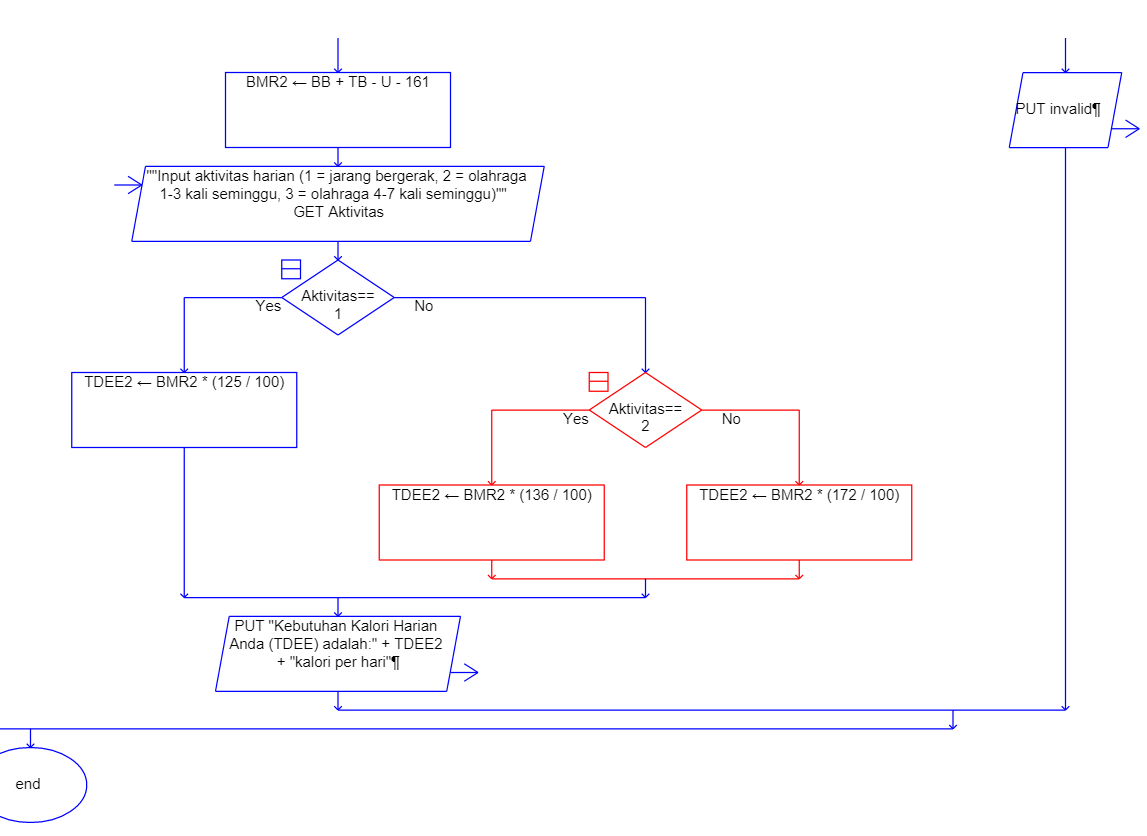 BMR2 ← BB + TB - U - 161
PUT invalid¶
""Input aktivitas harian (1 = jarang bergerak, 2 = olahraga
1-3 kali seminggu, 3 = olahraga 4-7 kali seminggu)""
GET Aktivitas
Aktivitas==
1
Yes
No
TDEE2 ← BMR2 * (125 / 100)
Aktivitas==
2
Yes
No
TDEE2 ← BMR2 * (136 / 100)
TDEE2 ← BMR2 * (172 / 100)
PUT "Kebutuhan Kalori Harian
Anda (TDEE) adalah:" + TDEE2
+ "kalori per hari"¶
end